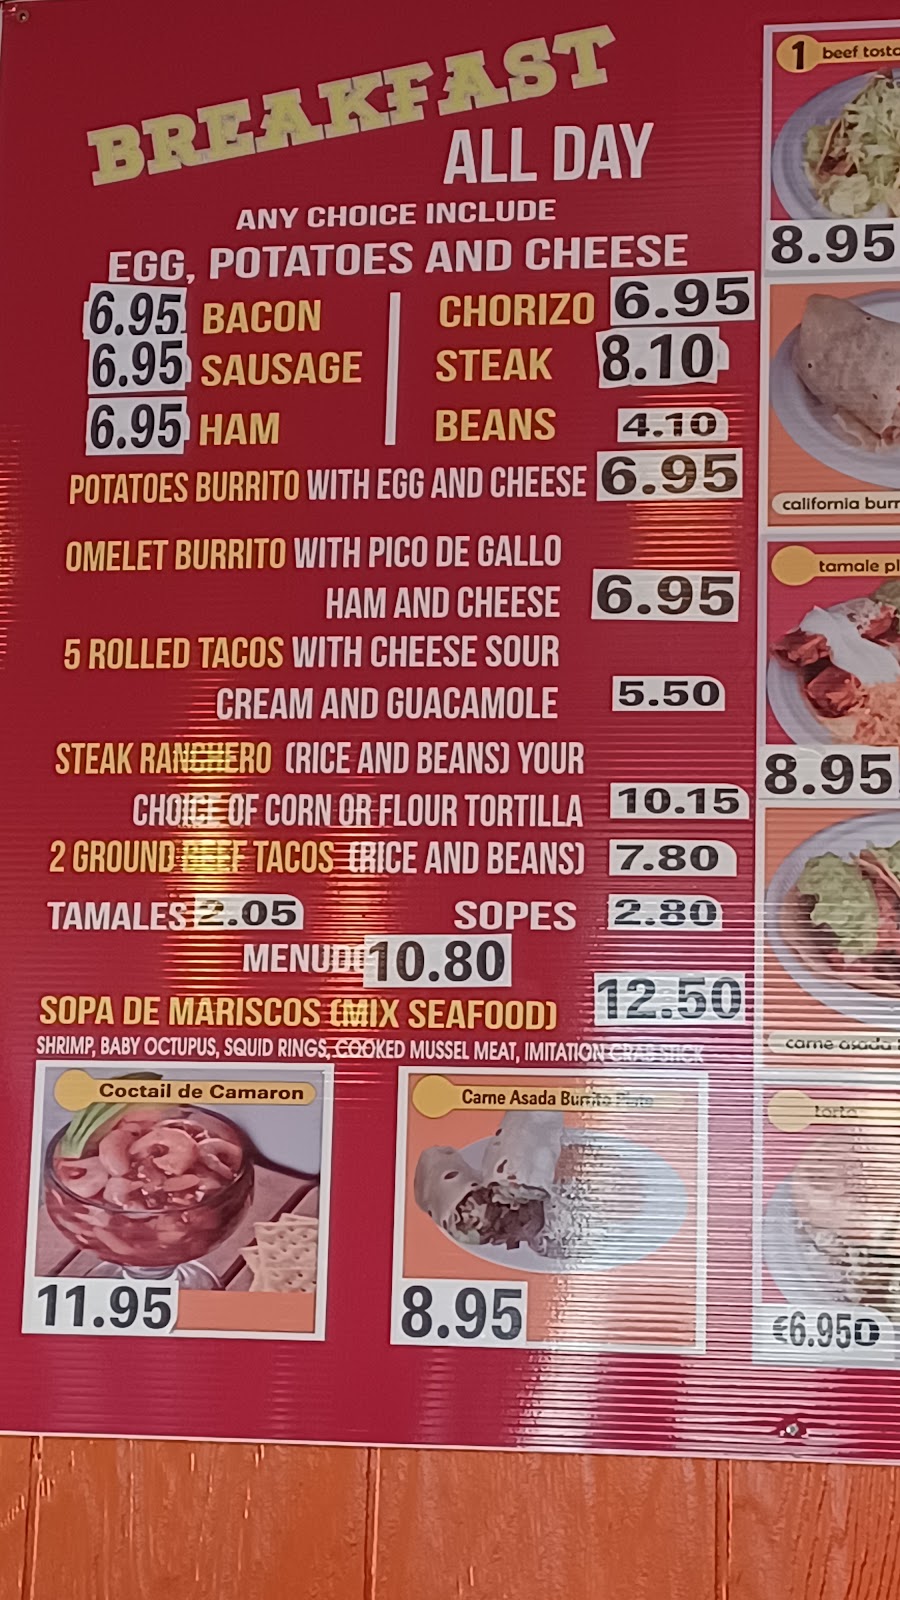 BREAKFAST
ALL DAY
ANY CHOICE INCLUDE
EGG, POTATOES AND CHEESE
6.95 BACON
6.95 SAUSAGE
6.95 HAM
CHORIZO 6.95
STEAK 8.10
BEANS 4.10
POTATOES BURRITO WITH EGG AND CHEESE 6.95
OMELET BURRITO WITH PICO DE GALLO
HAM AND CHEESE 6.95
5 ROLLED TACOS WITH CHEESE SOUR
CREAM AND GUACAMOLE 5.50
STEAK RANCHERO (RICE AND BEANS) YOUR
CHOICE OF CORN OR FLOUR TORTILLA 10.15
2 GROUND BEEF TACOS (RICE AND BEANS) 7.80
TAMALES 2.05 SOPES 2.80
MENUDO 10.80
SOPA DE MARISCOS (MIX SEAFOOD) 12.50
SHRIMP, BABY OCTUPUS, SQUID RINGS, COOKED MUSSEL MEAT, IMITATION CRAB STICK
Coctail de Camaron
11.95
Carne Asada Burrito Plate
8.95
1 beef tosta
8.95
california burr
tamale pl
8.95
carne asada
torta
6.95